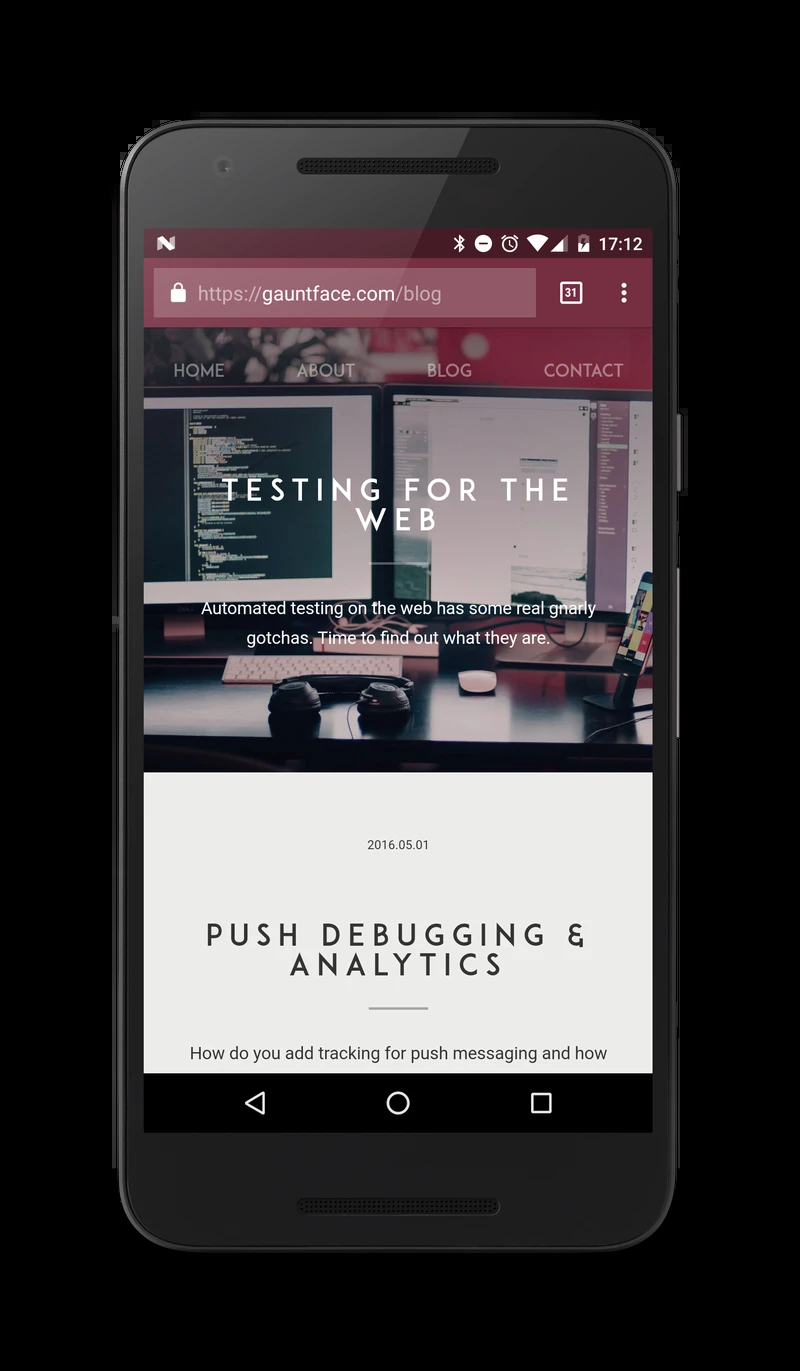 17:12
https://gauntface.com/blog
31
HOME ABOUT BLOG CONTACT
TESTING FOR THE
WEB
Automated testing on the web has some real gnarly
gotchas. Time to find out what they are.
2016.05.01
PUSH DEBUGGING &
ANALYTICS
How do you add tracking for push messaging and how